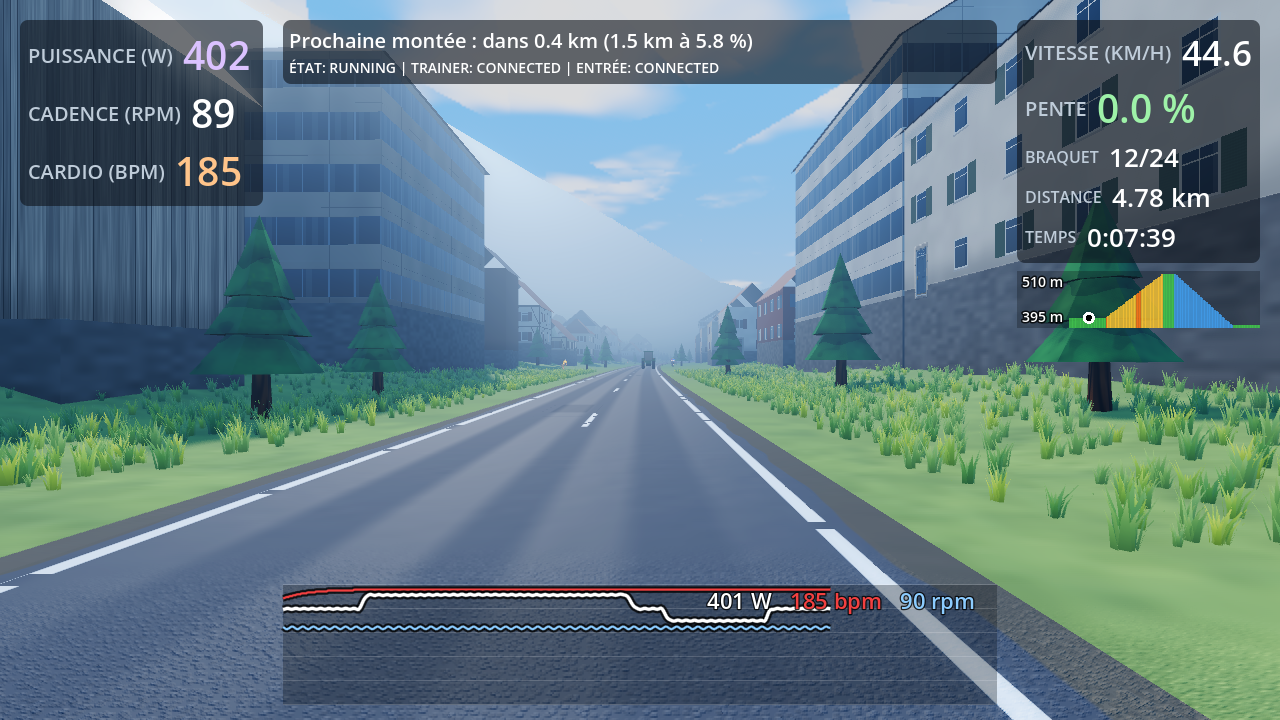 PUISSANCE (W) 402
CADENCE (RPM) 89
CARDIO (BPM) 185
Prochaine montée : dans 0.4 km (1.5 km à 5.8 %)
ÉTAT: RUNNING | TRAINER: CONNECTED | ENTRÉE: CONNECTED
VITESSE (KM/H) 44.6
PENTE 0.0 %
BRAQUET 12/24
DISTANCE 4.78 km
TEMPS 0:07:39
510 m
395 m
401 W 185 bpm 90 rpm